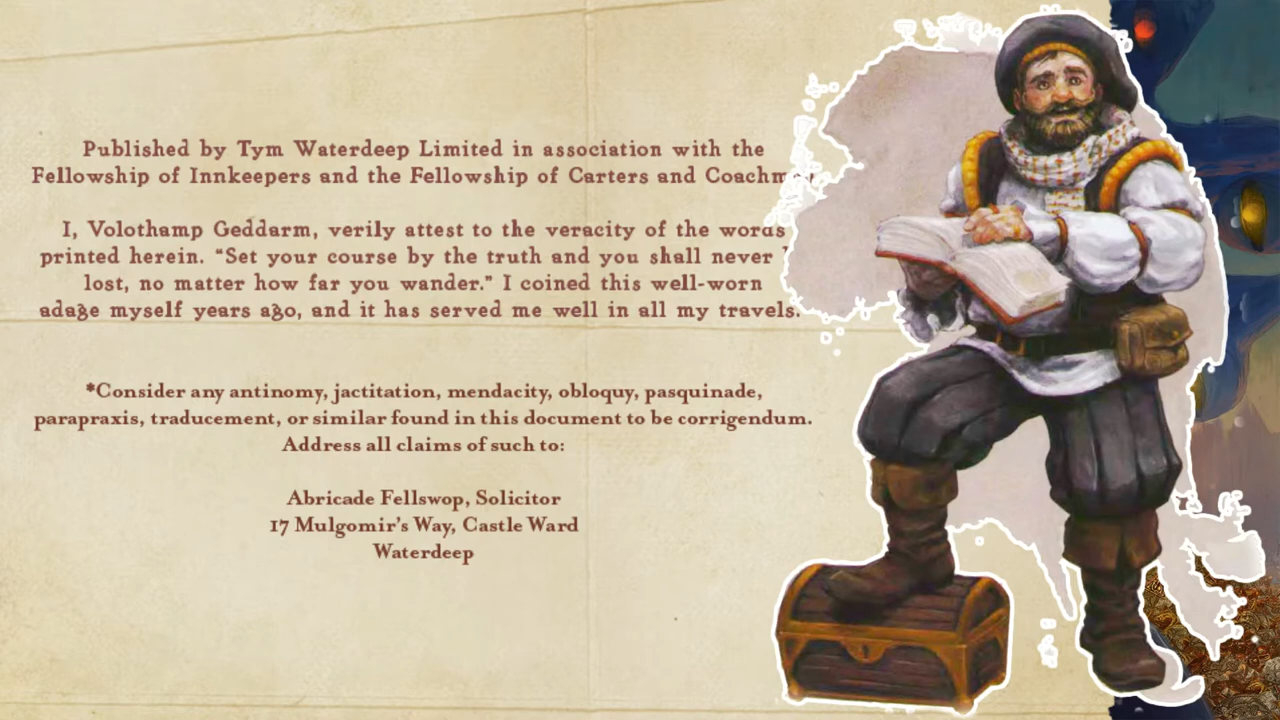 Published by Tym Waterdeep Limited in association with the
Fellowship of Innkeepers and the Fellowship of Carters and
I, Volothamp Geddarm, verily attest to the veracity of the words
printed herein. “Set your course by the truth and you shall never
lost, no matter how far you wander.” I coined this well-worn
adage myself years ago, and it has served me well in all my travels.
*Consider any antinomy, jactitation, mendacity, obloquy, pasquinade,
parapraxis, traducement, or similar found in this document to be corrigendum.
Address all claims of such to:
Abricade Fellswop, Solicitor
17 Mulgomir’s Way, Castle Ward
Waterdeep